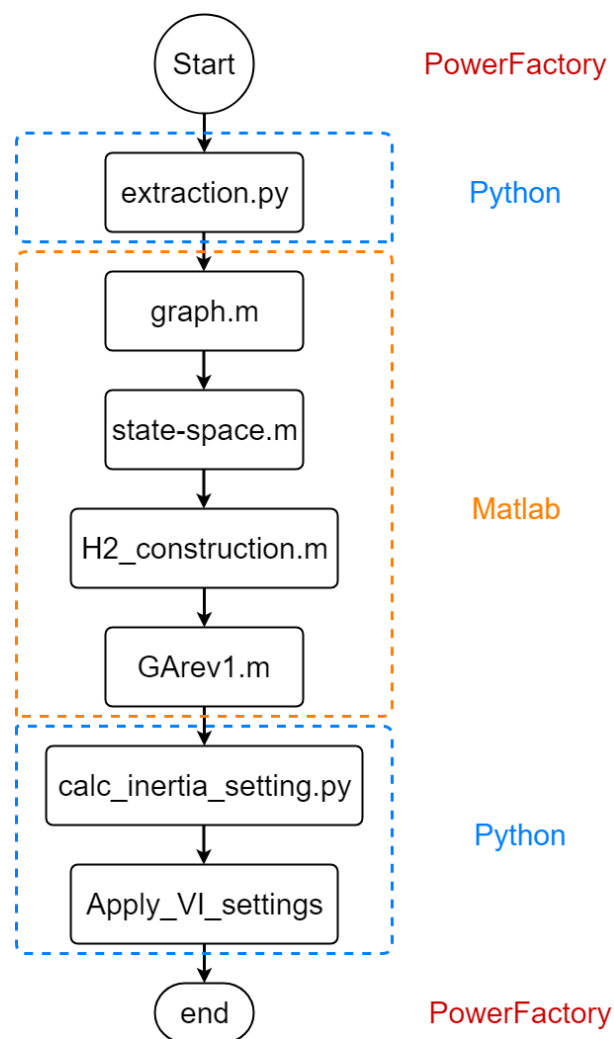 Start
PowerFactory
extraction.py
Python
graph.m
state-space.m
Matlab
H2_construction.m
GArev1.m
calc_inertia_setting.py
Python
Apply_VI_settings
end
PowerFactory